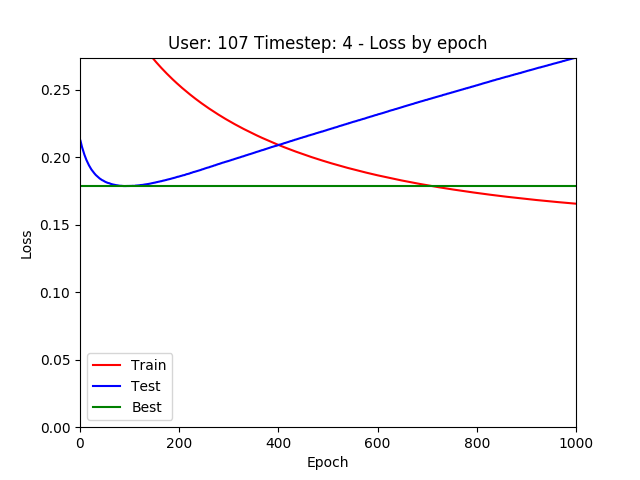 User: 107 Timestep: 4 - Loss by epoch
Loss
0.25
0.20
0.15
0.10
0.05
0.00
Train
Test
Best
0 200 400 600 800 1000
Epoch